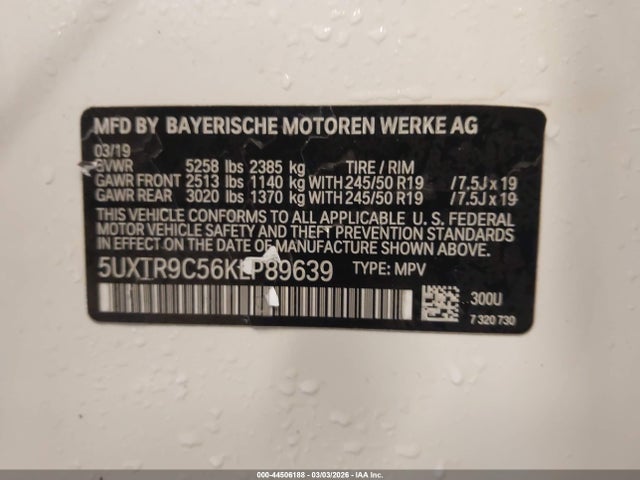 MFD BY BAYERISCHE MOTOREN WERKE AG
03/19
GVWR 5258 lbs 2385 kg TIRE / RIM
GAWR FRONT 2513 lbs 1140 kg WITH 245/50 R19 /7.5J x 19
GAWR REAR 3020 lbs 1370 kg WITH 245/50 R19 /7.5J x 19
THIS VEHICLE CONFORMS TO ALL APPLICABLE U. S. FEDERAL
MOTOR VEHICLE SAFETY AND THEFT PREVENTION STANDARDS
IN EFFECT ON THE DATE OF MANUFACTURE SHOWN ABOVE.
5UXTR9C56KLP89639 TYPE: MPV
300U
7 320 730
000-44506188 | 03/03/2026 | IAA Inc.